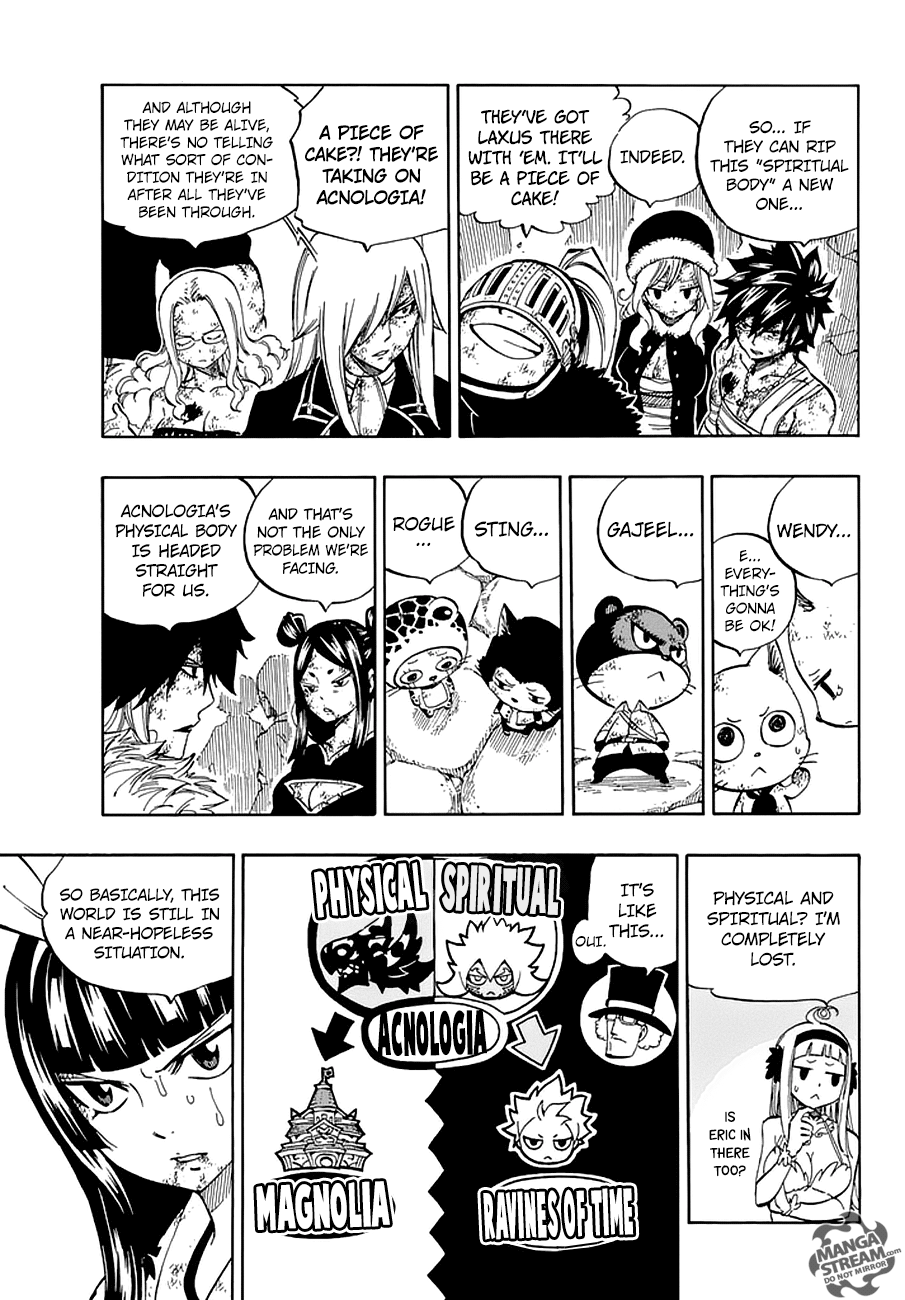 SO... IF
THEY CAN RIP
THIS "SPIRITUAL
BODY" A NEW
ONE...
INDEED.
THEY'VE GOT
LAXUS THERE
WITH 'EM. IT'LL
BE A PIECE OF
CAKE!
A PIECE OF
CAKE?! THEY'RE
TAKING ON
ACNOLOGIA!
AND ALTHOUGH
THEY MAY BE ALIVE,
THERE'S NO TELLING
WHAT SORT OF CON-
DITION THEY'RE IN
AFTER ALL THEY'VE
BEEN THROUGH.
WENDY...
E...
EVERY-
THING'S
GONNA
BE OK!
GAJEEL...
STING...
ROGUE
...
AND THAT'S
NOT THE ONLY
PROBLEM WE'RE
FACING.
ACNOLOGIA'S
PHYSICAL BODY
IS HEADED
STRAIGHT
FOR US.
PHYSICAL AND
SPIRITUAL? I'M
COMPLETELY
LOST.
IS
ERIC IN
THERE
TOO?
IT'S
LIKE
THIS...
OUI.
PHYSICAL
SPIRITUAL
ACNOLOGIA
MAGNOLIA
RAVINES OF TIME
SO BASICALLY, THIS
WORLD IS STILL IN
A NEAR-HOPELESS
SITUATION.
MANGA
STREAM.com
DO NOT MIRROR!